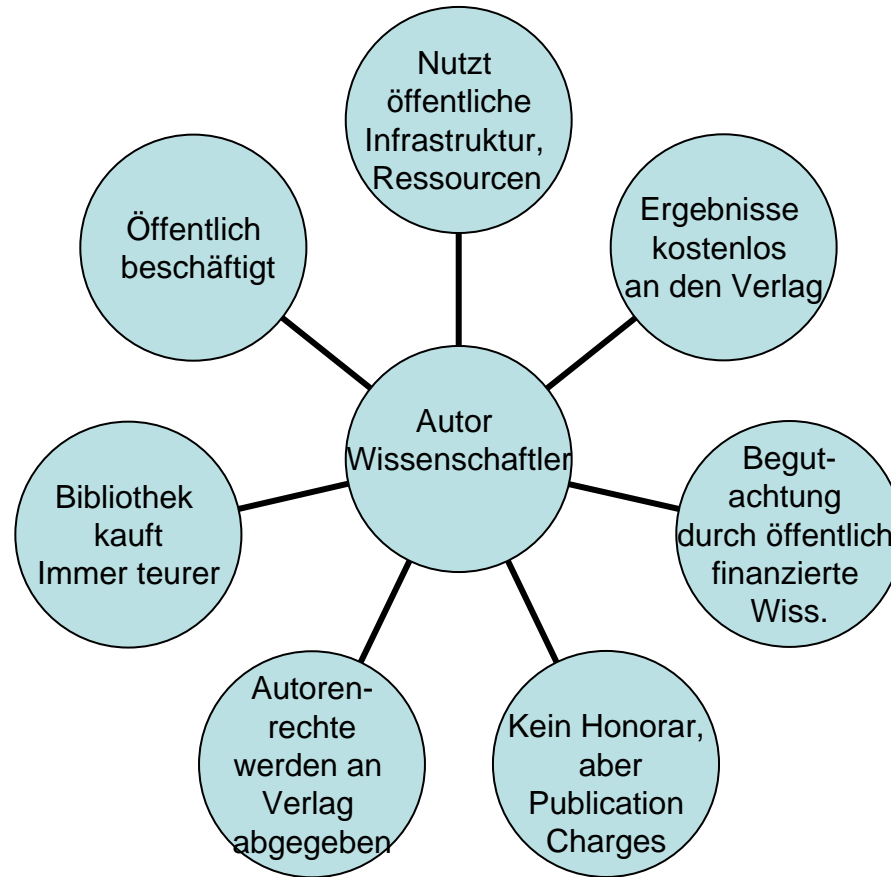 Nutzt
öffentliche
Infrastruktur,
Ressourcen
Öffentlich
beschäftigt
Ergebnisse
kostenlos
an den Verlag
Autor
Wissenschaftler
Begut-
achtung
durch öffentlich
finanzierte
Wiss.
Bibliothek
kauft
Immer teurer
Autoren-
rechte
werden an
Verlag
abgegeben
Kein Honorar,
aber
Publication
Charges